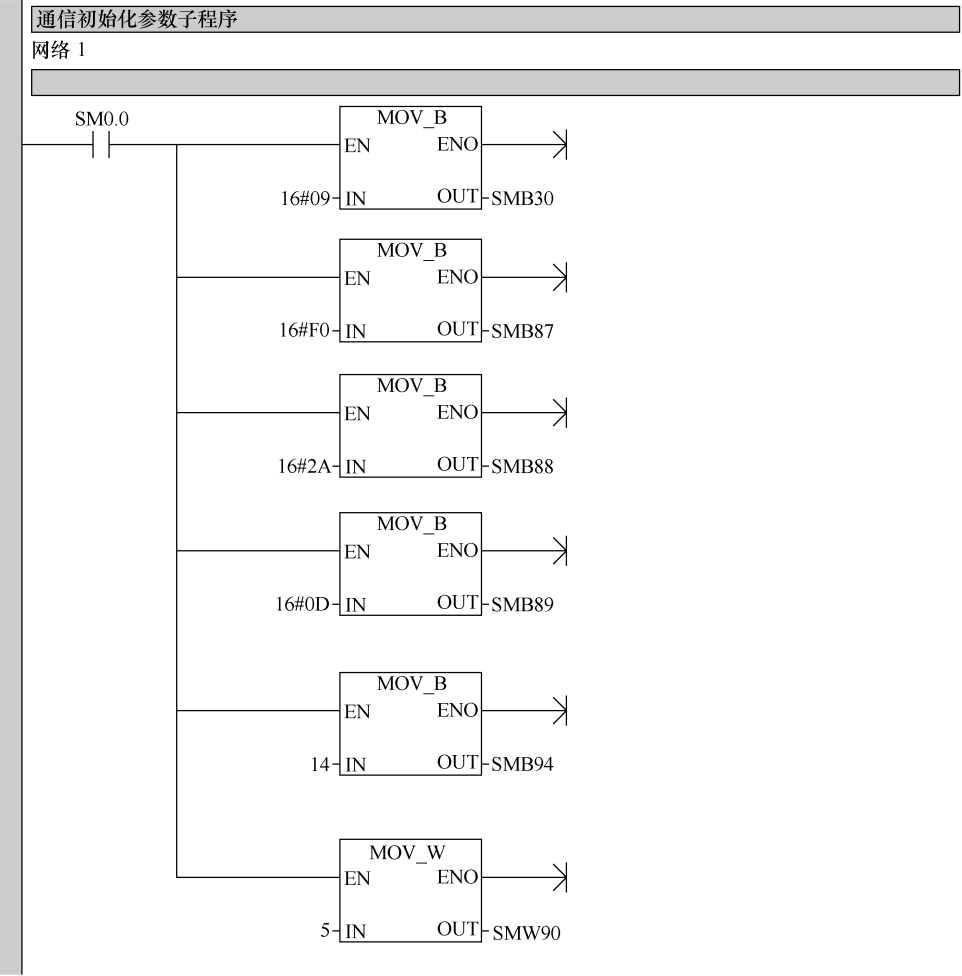 通信初始化参数子程序
网络 1
SM0.0
MOV_B
EN ENO
16#09 IN OUT SMB30
MOV_B
EN ENO
16#F0 IN OUT SMB87
MOV_B
EN ENO
16#2A IN OUT SMB88
MOV_B
EN ENO
16#0D IN OUT SMB89
MOV_B
EN ENO
14 IN OUT SMB94
MOV_W
EN ENO
5 IN OUT SMW90